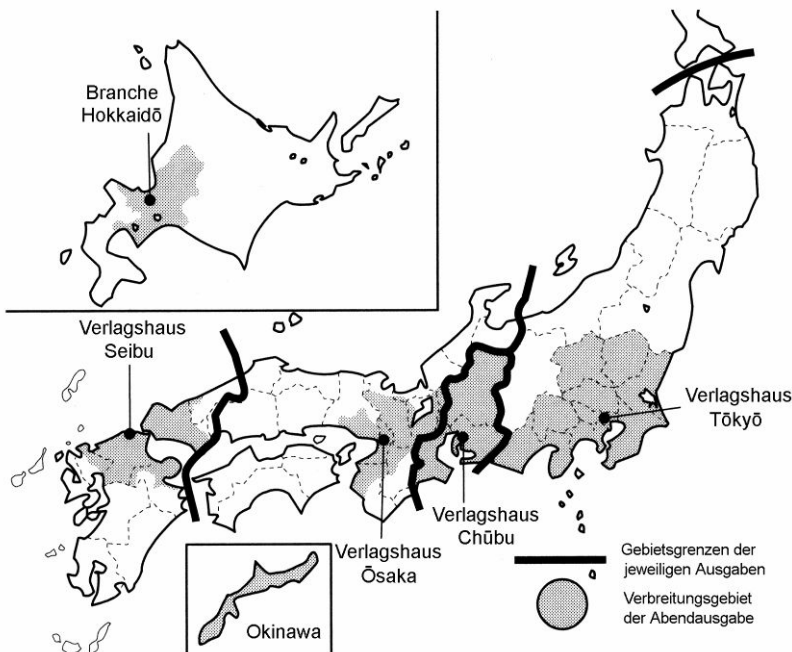 Branche
Hokkaidō
Verlagshaus
Seibu
Verlagshaus
Tōkyō
Verlagshaus
Ōsaka
Verlagshaus
Chūbu
Okinawa
Gebietsgrenzen der
jeweiligen Ausgaben
Verbreitungsgebiet
der Abendausgabe